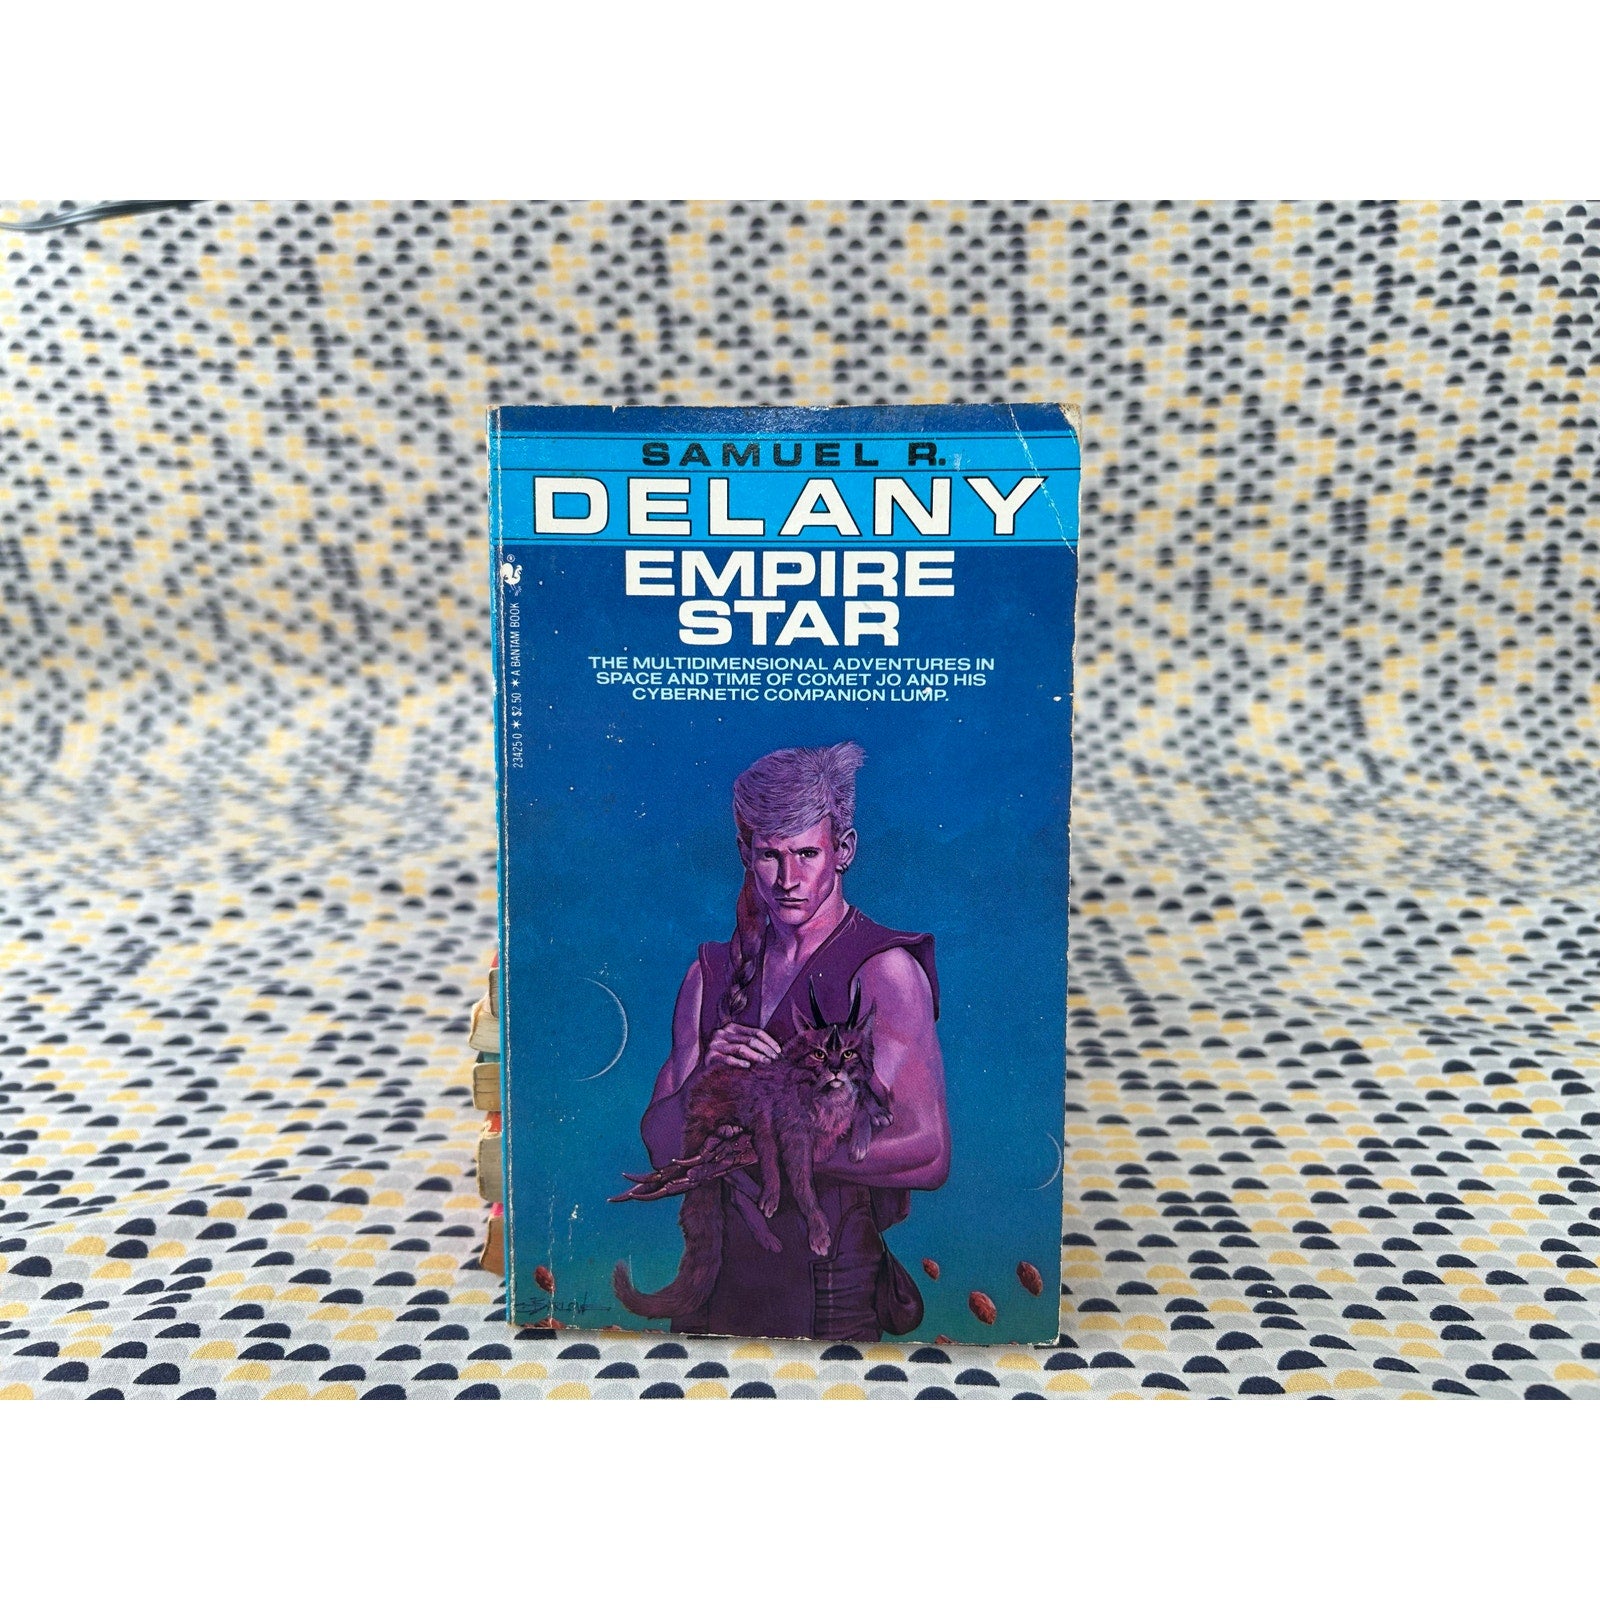 SAMUEL R.
DELANY
EMPIRE
STAR
THE MULTIDIMENSIONAL ADVENTURES IN
SPACE AND TIME OF COMET JO AND HIS
CYBERNETIC COMPANION LUMP.
23425-0 * $2.50 * A BANTAM BOOK ®